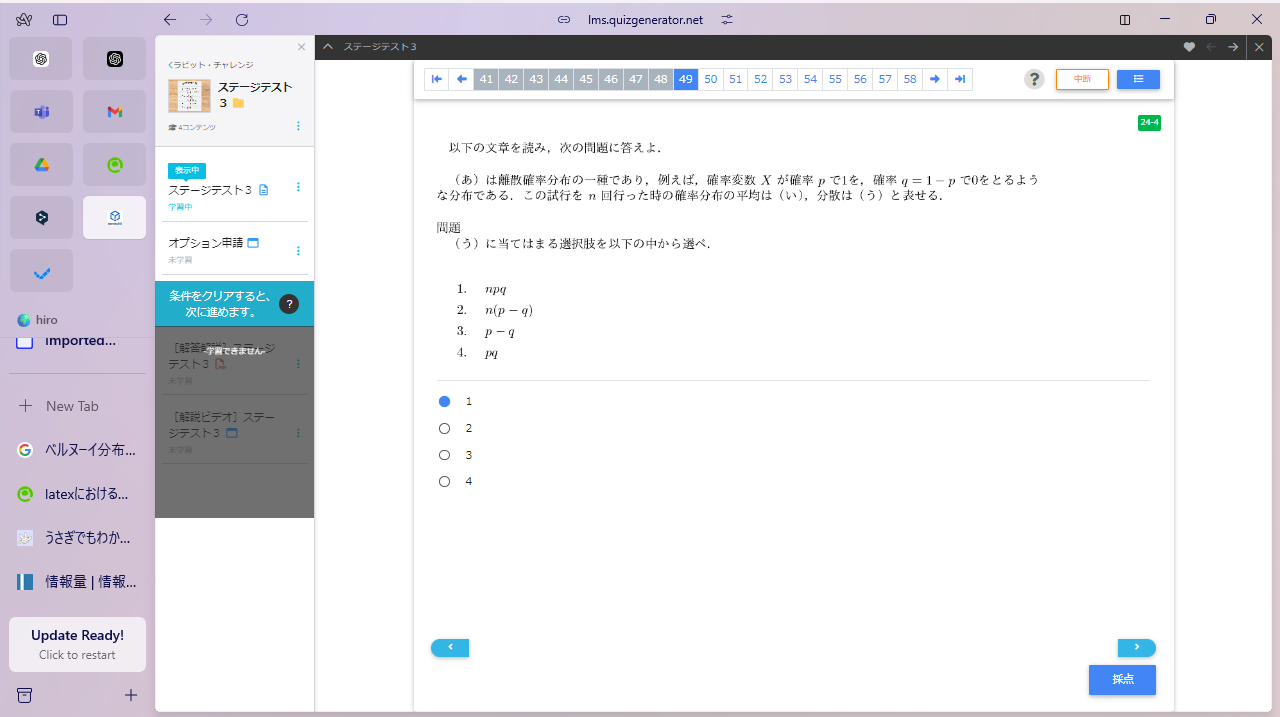 lms.quizgenerator.net
hiro
Imported...
New Tab
ベルヌーイ分布...
latexにおける...
うさぎでもわか...
情報量 | 情報...
Update Ready!
Click to restart
ラビット・チャレンジ
ステージテスト
3
4コンテンツ
表示中
ステージテスト3
学習中
オプション申請
未学習
条件をクリアすると、
次に進めます。
?
［解答解説］ステージ
-学習できません-
テスト3
未学習
［解説ビデオ］ステー
ジテスト3
未学習
ステージテスト3
41 42 43 44 45 46 47 48 49 50 51 52 53 54 55 56 57 58
?
中断
24-4
以下の文章を読み，次の問題に答えよ．
（あ）は離散確率分布の一種であり，例えば，確率変数 X が確率 p で1を，確率 q = 1 − p で0をとるよう
な分布である．この試行を n 回行った時の確率分布の平均は（い），分散は（う）と表せる．
問題
（う）に当てはまる選択肢を以下の中から選べ．
1. npq
2. n(p − q)
3. p − q
4. pq
1
2
3
4
採点